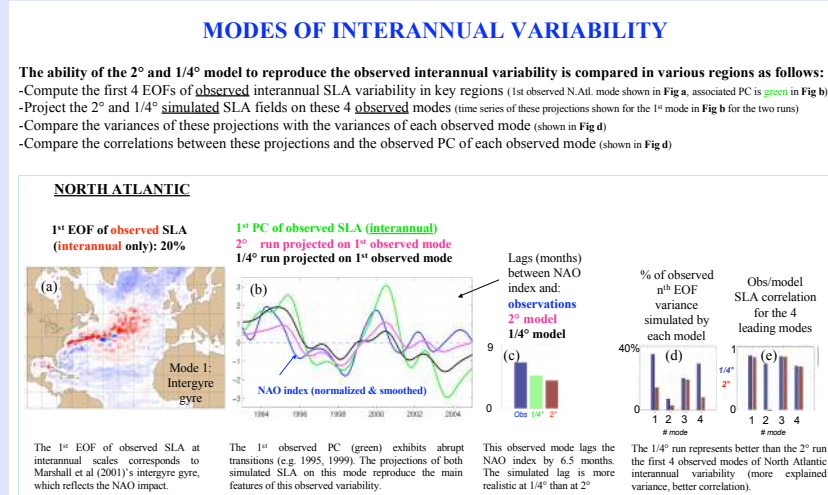 MODES OF INTERANNUAL VARIABILITY
The ability of the 2° and 1/4° model to reproduce the observed interannual variability is compared in various regions as follows:
-Compute the first 4 EOFs of observed interannual SLA variability in key regions (1st observed N.Atl. mode shown in Fig a, associated PC is green in Fig b)
-Project the 2° and 1/4° simulated SLA fields on these 4 observed modes (time series of these projections shown for the 1st mode in Fig b for the two runs)
-Compare the variances of these projections with the variances of each observed mode (shown in Fig d)
-Compare the correlations between these projections and the observed PC of each observed mode (shown in Fig d)
NORTH ATLANTIC
1st EOF of observed SLA
(interannual only): 20%
(a)
Mode 1:
Intergyre
gyre
The 1st EOF of observed SLA at
interannual scales corresponds to
Marshall et al (2001)'s intergyre gyre,
which reflects the NAO impact.
1st PC of observed SLA (interannual)
2° run projected on 1st observed mode
1/4° run projected on 1st observed mode
(b)
3
2
1
0
-1
-2
-3
NAO index (normalized & smoothed)
1994 1996 1998 2000 2002 2004
The 1st observed PC (green) exhibits abrupt
transitions (e.g. 1995, 1999). The projections of both
simulated SLA on this mode reproduce the main
features of this observed variability.
Lags (months)
between NAO
index and:
observations
2° model
1/4° model
9
(c)
0
Obs 1/4° 2°
This observed mode lags the
NAO index by 6.5 months.
The simulated lag is more
realistic at 1/4° than at 2°
% of observed
nth EOF
variance
simulated by
each model
40%
(d)
0
1 2 3 4
# mode
Obs/model
SLA correlation
for the 4
leading modes
1
(e)
1/4°
2°
0
1 2 3 4
# mode
The 1/4° run represents better than the 2° run
the first 4 observed modes of North Atlantic
interannual variability (more explained
variance, better correlation).